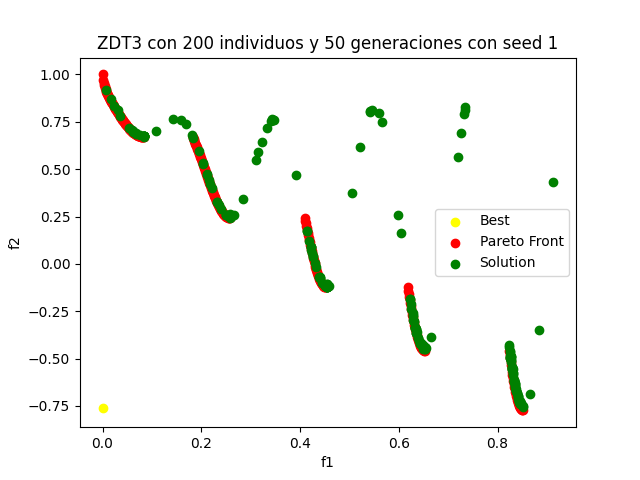 ZDT3 con 200 individuos y 50 generaciones con seed 1
1.00
0.75
0.50
0.25
0.00
−0.25
−0.50
−0.75
f2
Best
Pareto Front
Solution
0.0 0.2 0.4 0.6 0.8
f1